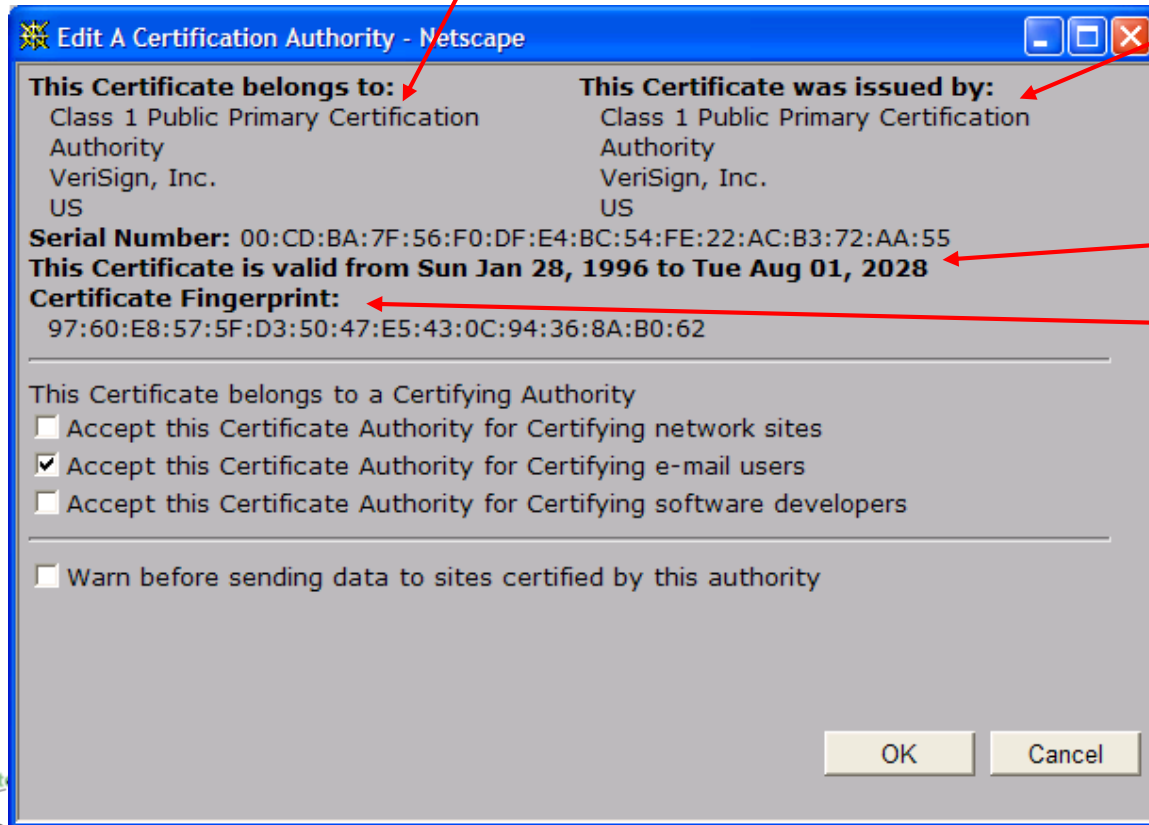 Edit A Certification Authority - Netscape
This Certificate belongs to:
Class 1 Public Primary Certification
Authority
VeriSign, Inc.
US
This Certificate was issued by:
Class 1 Public Primary Certification
Authority
VeriSign, Inc.
US
Serial Number: 00:CD:BA:7F:56:F0:DF:E4:BC:54:FE:22:AC:B3:72:AA:55
This Certificate is valid from Sun Jan 28, 1996 to Tue Aug 01, 2028
Certificate Fingerprint:
97:60:E8:57:5F:D3:50:47:E5:43:0C:94:36:8A:B0:62
This Certificate belongs to a Certifying Authority
Accept this Certificate Authority for Certifying network sites
Accept this Certificate Authority for Certifying e-mail users
Accept this Certificate Authority for Certifying software developers
Warn before sending data to sites certified by this authority
OK
Cancel